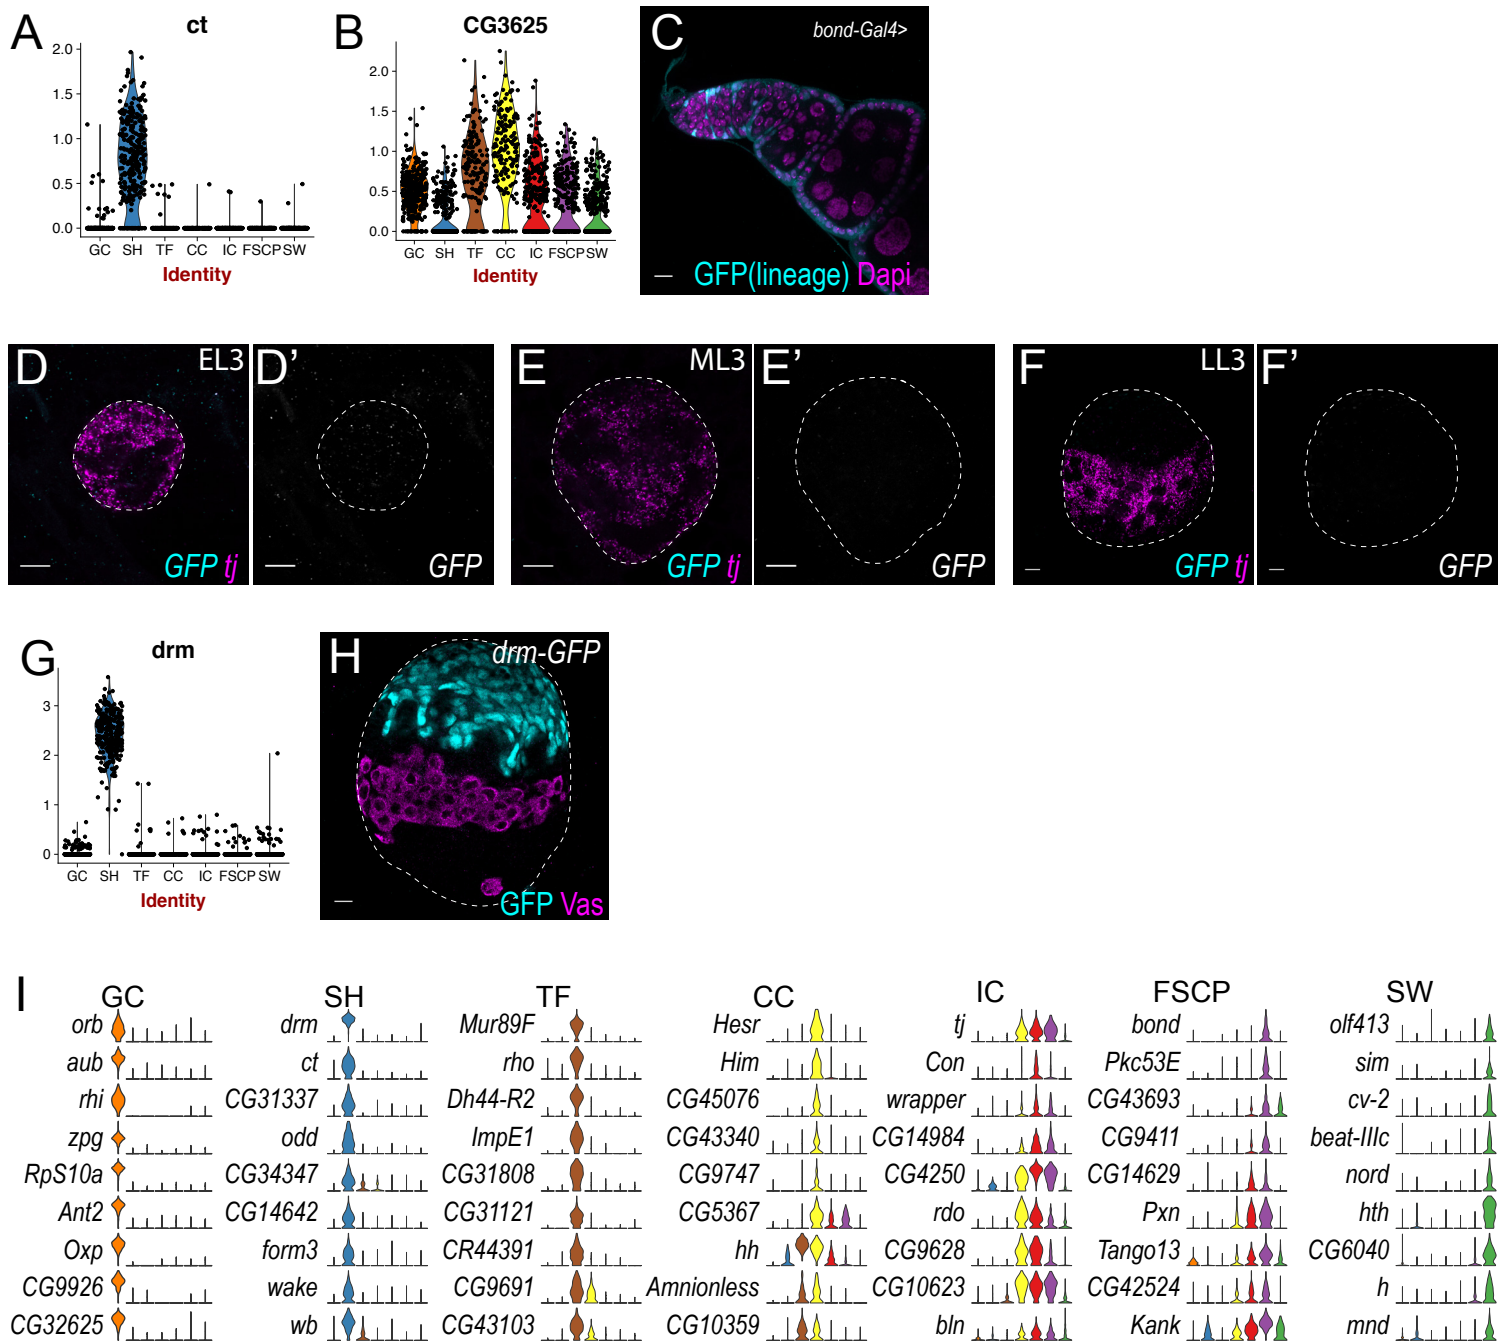 A
ct
2.0
1.5
1.0
0.5
0.0
GC SH TF CC IC FSCP SW
Identity
B
CG3625
2.0
1.5
1.0
0.5
0.0
GC SH TF CC IC FSCP SW
Identity
C
bond-Gal4>
GFP(lineage) Dapi
D
EL3
GFP tj
D'
GFP
E
ML3
GFP tj
E'
GFP
F
LL3
GFP tj
F'
GFP
G
drm
3
2
1
0
GC SH TF CC IC FSCP SW
Identity
H
drm-GFP
GFP Vas
I
GC
orb
aub
rhi
zpg
RpS10a
Ant2
Oxp
CG9926
CG32625
SH
drm
ct
CG31337
odd
CG34347
CG14642
form3
wake
wb
TF
Mur89F
rho
Dh44-R2
ImpE1
CG31808
CG31121
CR44391
CG9691
CG43103
CC
Hesr
Him
CG45076
CG43340
CG9747
CG5367
hh
Amnionless
CG10359
IC
tj
Con
wrapper
CG14984
CG4250
rdo
CG9628
CG10623
bln
FSCP
bond
Pkc53E
CG43693
CG9411
CG14629
Pxn
Tango13
CG42524
Kank
SW
olf413
sim
cv-2
beat-IIIc
nord
hth
CG6040
h
mnd